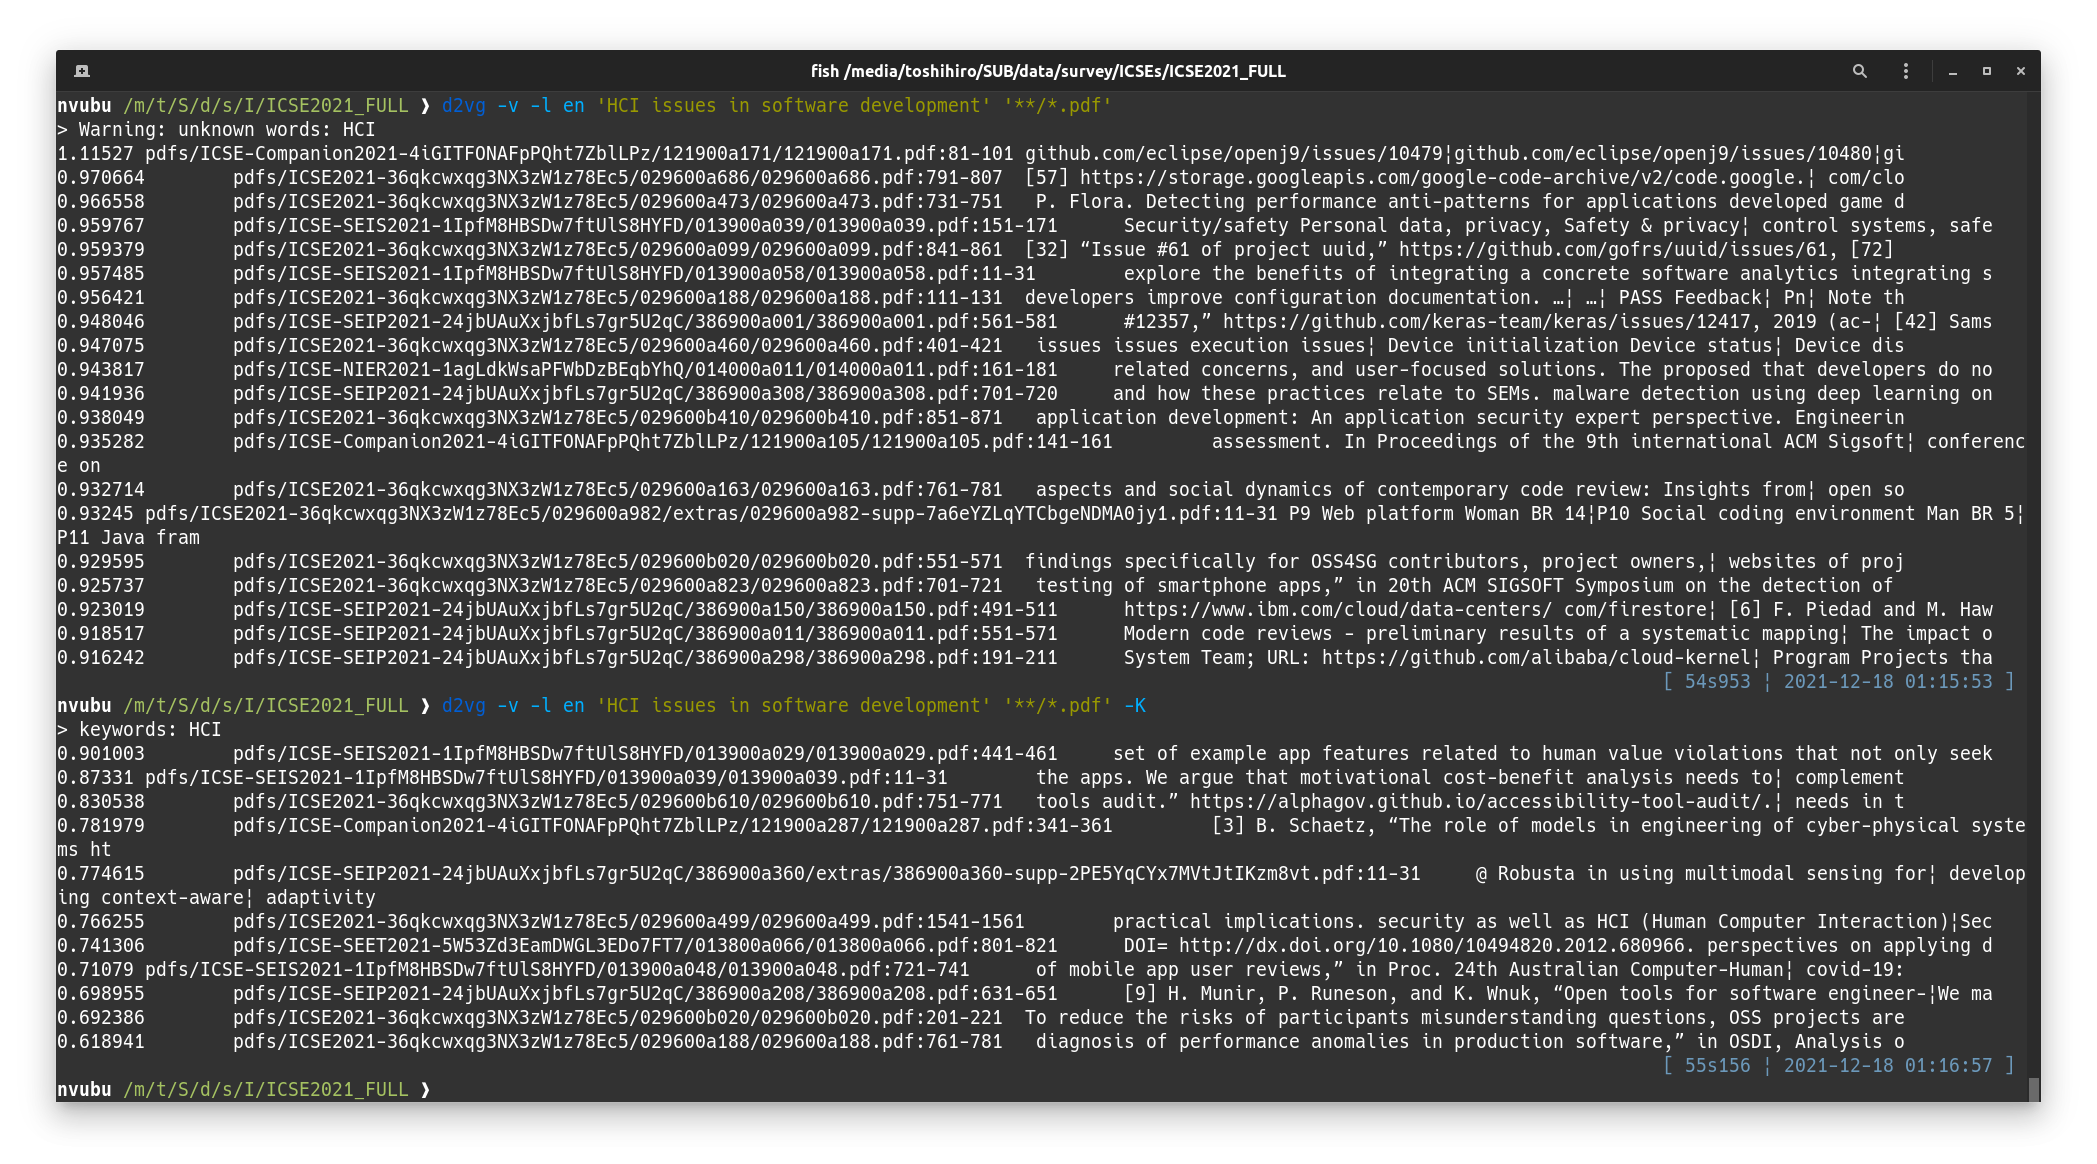 fish /media/toshihiro/SUB/data/survey/ICSEs/ICSE2021_FULL
nvubu /m/t/S/d/s/I/ICSE2021_FULL ❯ d2vg -v -l en 'HCI issues in software development' '**/*.pdf'
> Warning: unknown words: HCI
1.11527 pdfs/ICSE-Companion2021-4iGITFONAFpPQht7ZblLPz/121900a171/121900a171.pdf:81-101 github.com/eclipse/openj9/issues/10479¦github.com/eclipse/openj9/issues/10480¦gi
0.970664 pdfs/ICSE2021-36qkcwxqg3NX3zW1z78Ec5/029600a686/029600a686.pdf:791-807 [57] https://storage.googleapis.com/google-code-archive/v2/code.google.¦ com/clo
0.966558 pdfs/ICSE2021-36qkcwxqg3NX3zW1z78Ec5/029600a473/029600a473.pdf:731-751 P. Flora. Detecting performance anti-patterns for applications developed game d
0.959767 pdfs/ICSE-SEIS2021-1IpfM8HBSDw7ftUlS8HYFD/013900a039/013900a039.pdf:151-171 Security/safety Personal data, privacy, Safety & privacy¦ control systems, safe
0.959379 pdfs/ICSE2021-36qkcwxqg3NX3zW1z78Ec5/029600a099/029600a099.pdf:841-861 [32] “Issue #61 of project uuid,” https://github.com/gofrs/uuid/issues/61, [72]
0.957485 pdfs/ICSE-SEIS2021-1IpfM8HBSDw7ftUlS8HYFD/013900a058/013900a058.pdf:11-31 explore the benefits of integrating a concrete software analytics integrating s
0.956421 pdfs/ICSE2021-36qkcwxqg3NX3zW1z78Ec5/029600a188/029600a188.pdf:111-131 developers improve configuration documentation. …¦ …¦ PASS Feedback¦ Pn¦ Note th
0.948046 pdfs/ICSE-SEIP2021-24jbUAuXxjbfLs7gr5U2qC/386900a001/386900a001.pdf:561-581 #12357,” https://github.com/keras-team/keras/issues/12417, 2019 (ac-¦ [42] Sams
0.947075 pdfs/ICSE2021-36qkcwxqg3NX3zW1z78Ec5/029600a460/029600a460.pdf:401-421 issues issues execution issues¦ Device initialization Device status¦ Device dis
0.943817 pdfs/ICSE-NIER2021-1agLdkWsaPFWbDzBEqbYhQ/014000a011/014000a011.pdf:161-181 related concerns, and user-focused solutions. The proposed that developers do no
0.941936 pdfs/ICSE-SEIP2021-24jbUAuXxjbfLs7gr5U2qC/386900a308/386900a308.pdf:701-720 and how these practices relate to SEMs. malware detection using deep learning on
0.938049 pdfs/ICSE2021-36qkcwxqg3NX3zW1z78Ec5/029600b410/029600b410.pdf:851-871 application development: An application security expert perspective. Engineerin
0.935282 pdfs/ICSE-Companion2021-4iGITFONAFpPQht7ZblLPz/121900a105/121900a105.pdf:141-161 assessment. In Proceedings of the 9th international ACM Sigsoft¦ conferenc
e on
0.932714 pdfs/ICSE2021-36qkcwxqg3NX3zW1z78Ec5/029600a163/029600a163.pdf:761-781 aspects and social dynamics of contemporary code review: Insights from¦ open so
0.93245 pdfs/ICSE2021-36qkcwxqg3NX3zW1z78Ec5/029600a982/extras/029600a982-supp-7a6eYZLqYTCbgeNDMA0jy1.pdf:11-31 P9 Web platform Woman BR 14¦P10 Social coding environment Man BR 5¦
P11 Java fram
0.929595 pdfs/ICSE2021-36qkcwxqg3NX3zW1z78Ec5/029600b020/029600b020.pdf:551-571 findings specifically for OSS4SG contributors, project owners,¦ websites of proj
0.925737 pdfs/ICSE2021-36qkcwxqg3NX3zW1z78Ec5/029600a823/029600a823.pdf:701-721 testing of smartphone apps,” in 20th ACM SIGSOFT Symposium on the detection of
0.923019 pdfs/ICSE-SEIP2021-24jbUAuXxjbfLs7gr5U2qC/386900a150/386900a150.pdf:491-511 https://www.ibm.com/cloud/data-centers/ com/firestore¦ [6] F. Piedad and M. Haw
0.918517 pdfs/ICSE-SEIP2021-24jbUAuXxjbfLs7gr5U2qC/386900a011/386900a011.pdf:551-571 Modern code reviews - preliminary results of a systematic mapping¦ The impact o
0.916242 pdfs/ICSE-SEIP2021-24jbUAuXxjbfLs7gr5U2qC/386900a298/386900a298.pdf:191-211 System Team; URL: https://github.com/alibaba/cloud-kernel¦ Program Projects tha
[ 54s953 ¦ 2021-12-18 01:15:53 ]
nvubu /m/t/S/d/s/I/ICSE2021_FULL ❯ d2vg -v -l en 'HCI issues in software development' '**/*.pdf' -K
> keywords: HCI
0.901003 pdfs/ICSE-SEIS2021-1IpfM8HBSDw7ftUlS8HYFD/013900a029/013900a029.pdf:441-461 set of example app features related to human value violations that not only seek
0.87331 pdfs/ICSE-SEIS2021-1IpfM8HBSDw7ftUlS8HYFD/013900a039/013900a039.pdf:11-31 the apps. We argue that motivational cost-benefit analysis needs to¦ complement
0.830538 pdfs/ICSE2021-36qkcwxqg3NX3zW1z78Ec5/029600b610/029600b610.pdf:751-771 tools audit.” https://alphagov.github.io/accessibility-tool-audit/.¦ needs in t
0.781979 pdfs/ICSE-Companion2021-4iGITFONAFpPQht7ZblLPz/121900a287/121900a287.pdf:341-361 [3] B. Schaetz, “The role of models in engineering of cyber-physical syste
ms ht
0.774615 pdfs/ICSE-SEIP2021-24jbUAuXxjbfLs7gr5U2qC/386900a360/extras/386900a360-supp-2PE5YqCYx7MVtJtIKzm8vt.pdf:11-31 @ Robusta in using multimodal sensing for¦ develop
ing context-aware¦ adaptivity
0.766255 pdfs/ICSE2021-36qkcwxqg3NX3zW1z78Ec5/029600a499/029600a499.pdf:1541-1561 practical implications. security as well as HCI (Human Computer Interaction)¦Sec
0.741306 pdfs/ICSE-SEET2021-5W53Zd3EamDWGL3EDo7FT7/013800a066/013800a066.pdf:801-821 DOI= http://dx.doi.org/10.1080/10494820.2012.680966. perspectives on applying d
0.71079 pdfs/ICSE-SEIS2021-1IpfM8HBSDw7ftUlS8HYFD/013900a048/013900a048.pdf:721-741 of mobile app user reviews,” in Proc. 24th Australian Computer-Human¦ covid-19:
0.698955 pdfs/ICSE-SEIP2021-24jbUAuXxjbfLs7gr5U2qC/386900a208/386900a208.pdf:631-651 [9] H. Munir, P. Runeson, and K. Wnuk, “Open tools for software engineer-¦We ma
0.692386 pdfs/ICSE2021-36qkcwxqg3NX3zW1z78Ec5/029600b020/029600b020.pdf:201-221 To reduce the risks of participants misunderstanding questions, OSS projects are
0.618941 pdfs/ICSE2021-36qkcwxqg3NX3zW1z78Ec5/029600a188/029600a188.pdf:761-781 diagnosis of performance anomalies in production software,” in OSDI, Analysis o
[ 55s156 ¦ 2021-12-18 01:16:57 ]
nvubu /m/t/S/d/s/I/ICSE2021_FULL ❯